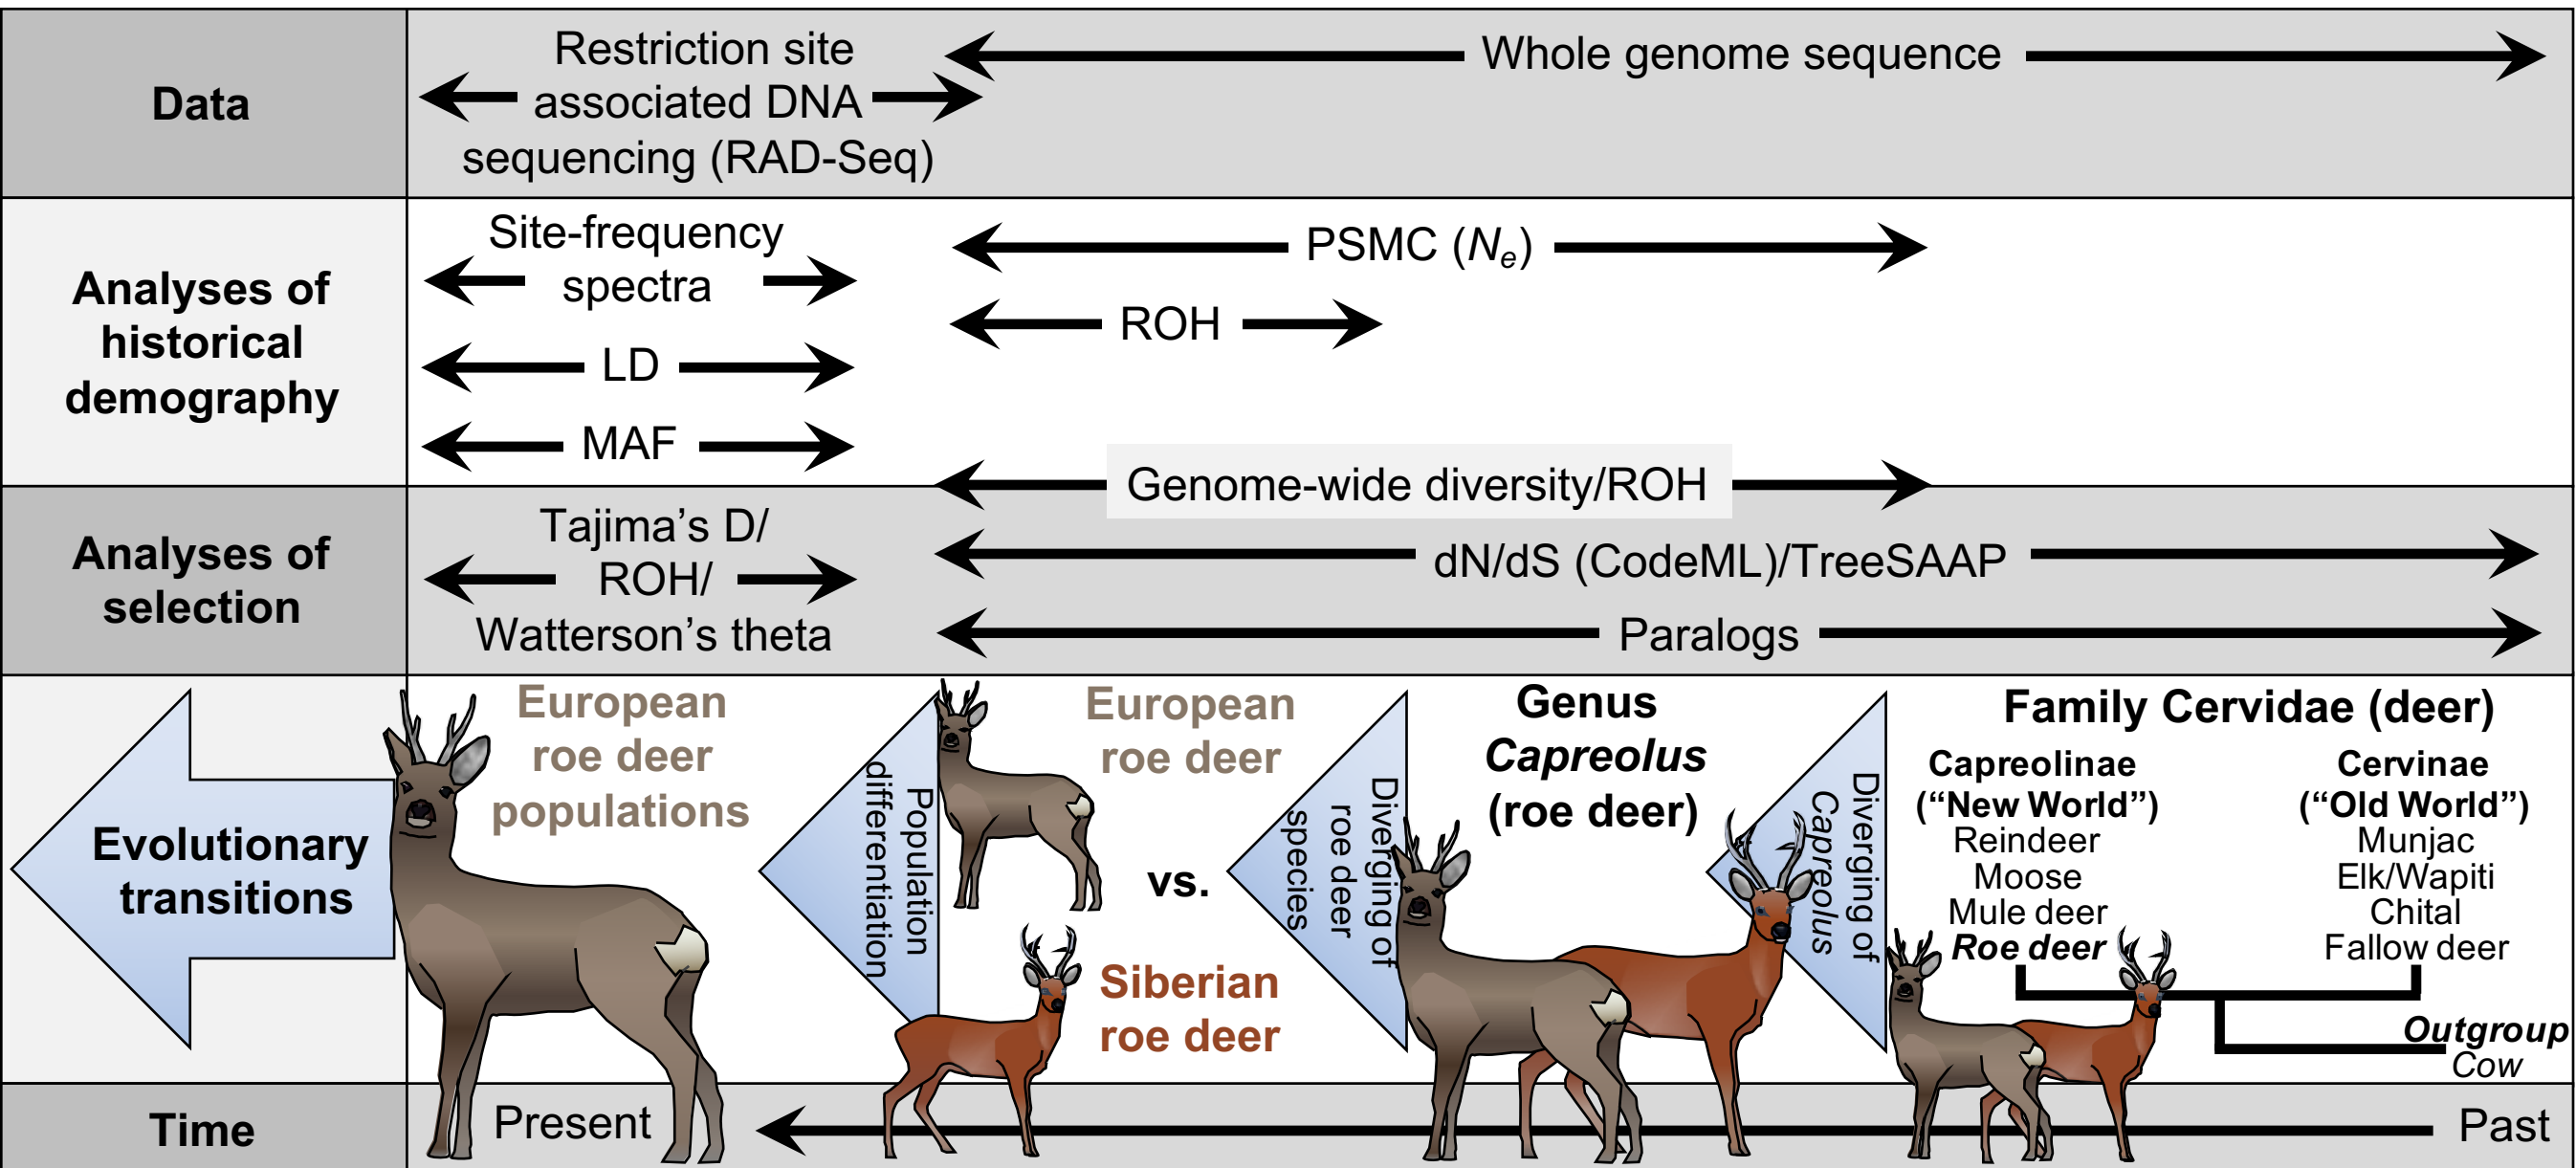 Data
Restriction site
associated DNA
sequencing (RAD-Seq)
Whole genome sequence
Analyses of
historical
demography
Site-frequency
spectra
LD
MAF
PSMC (Ne)
ROH
Genome-wide diversity/ROH
Analyses of
selection
Tajima's D/
ROH/
Watterson's theta
dN/dS (CodeML)/TreeSAAP
Paralogs
Evolutionary
transitions
European
roe deer
populations
Population
differentiation
European
roe deer
vs.
Siberian
roe deer
Diverging of
roe deer
species
Genus
Capreolus
(roe deer)
Diverging of
Capreolus
Family Cervidae (deer)
Capreolinae
("New World")
Reindeer
Moose
Mule deer
Roe deer
Cervinae
("Old World")
Munjac
Elk/Wapiti
Chital
Fallow deer
Outgroup
Cow
Time
Present
Past